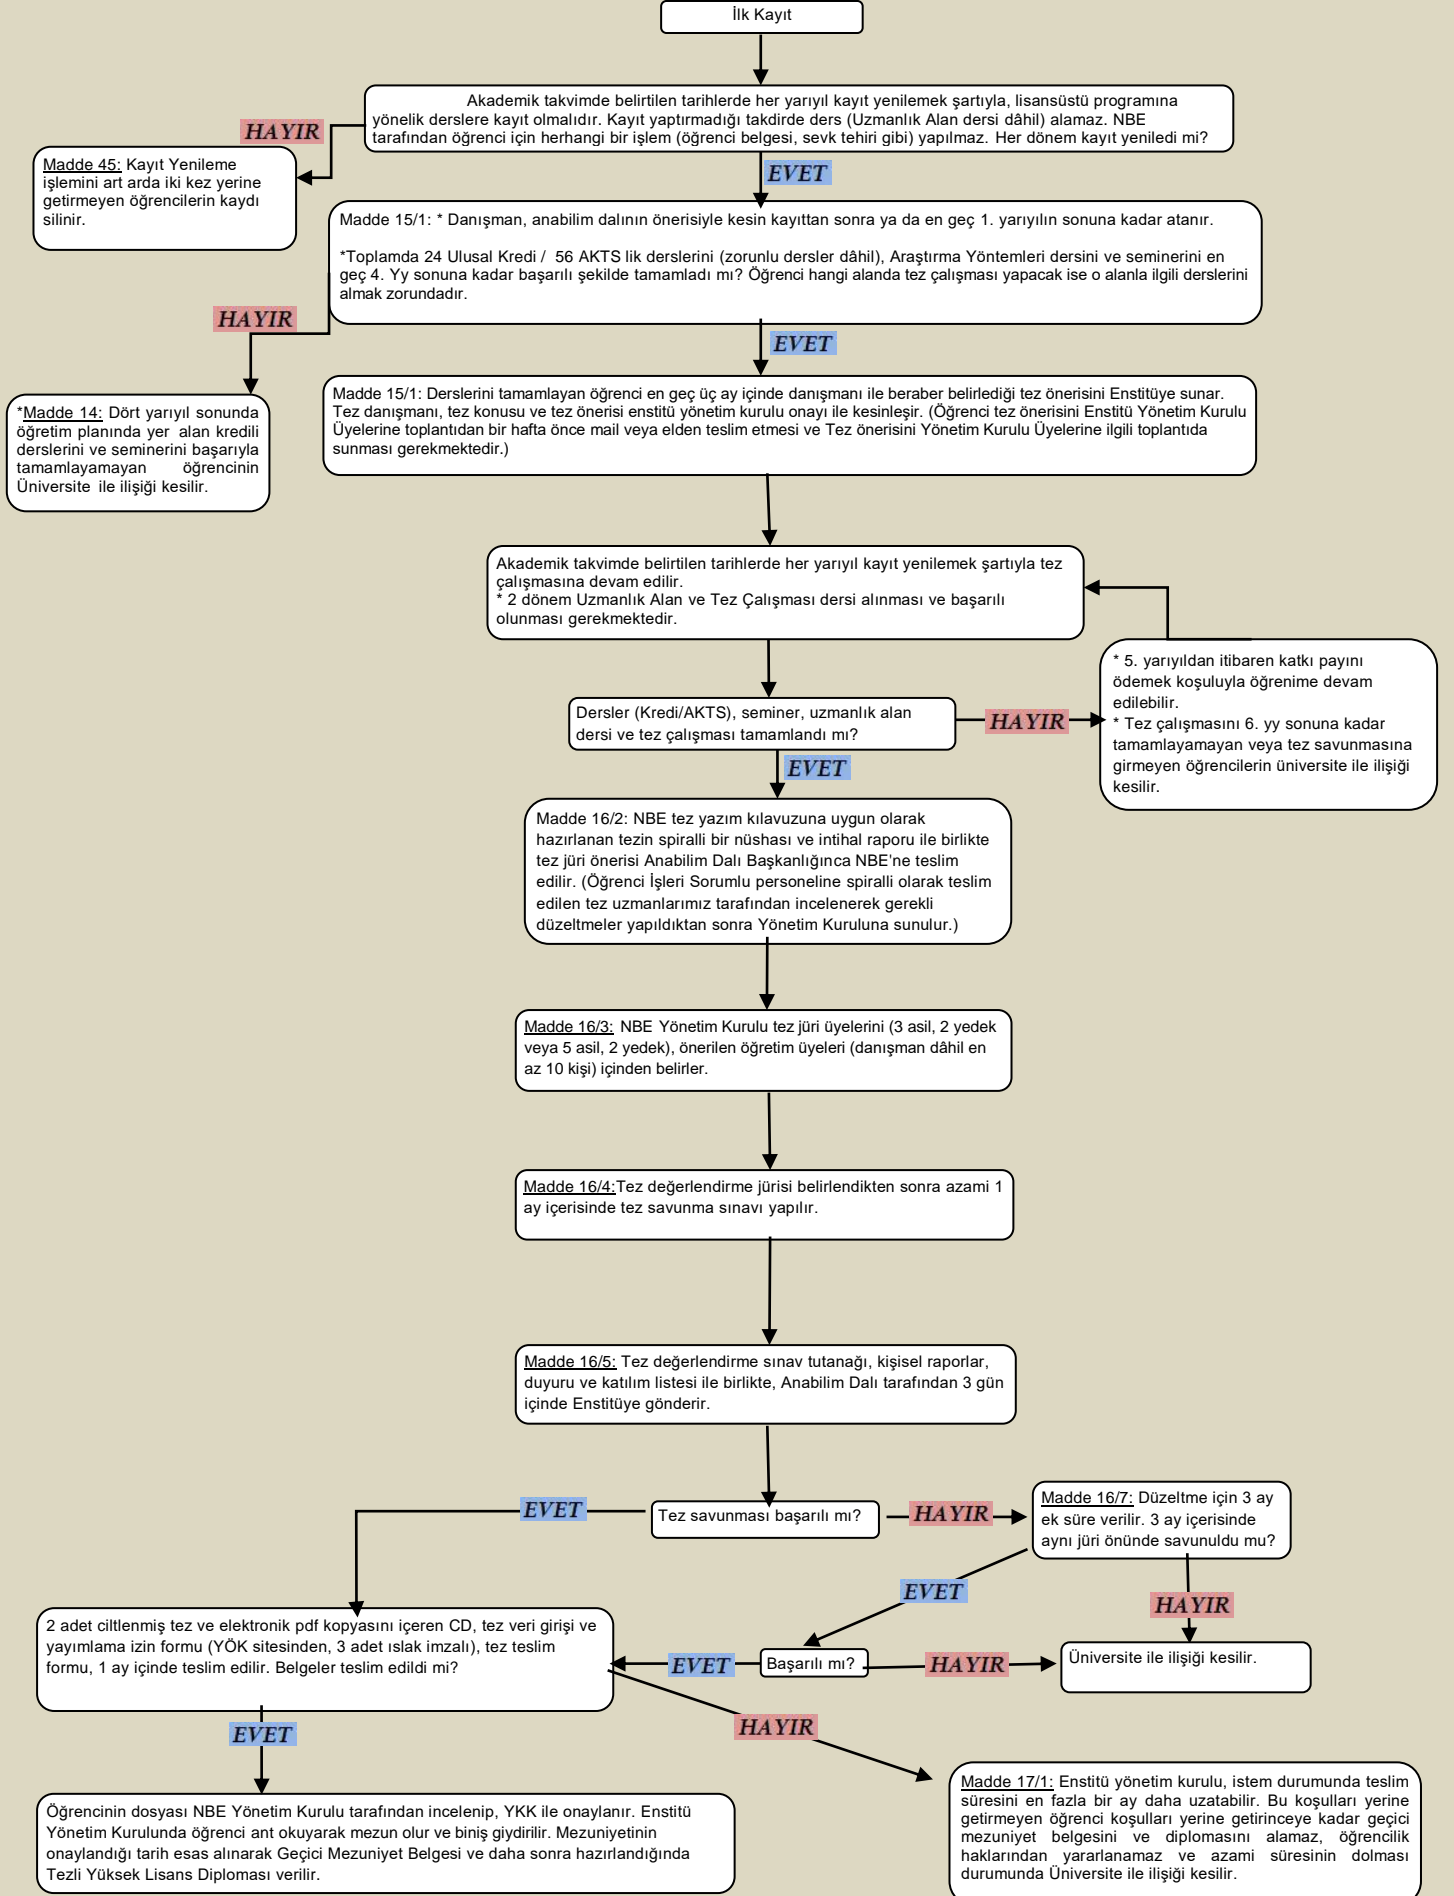 İlk Kayıt
Akademik takvimde belirtilen tarihlerde her yarıyıl kayıt yenilemek şartıyla, lisansüstü programına
yönelik derslere kayıt olmalıdır. Kayıt yaptırmadığı takdirde ders (Uzmanlık Alan dersi dâhil) alamaz. NBE
tarafından öğrenci için herhangi bir işlem (öğrenci belgesi, sevk tehiri gibi) yapılmaz. Her dönem kayıt yeniledi mi?
HAYIR
Madde 45: Kayıt Yenileme
işlemini art arda iki kez yerine
getirmeyen öğrencilerin kaydı
silinir.
EVET
Madde 15/1: * Danışman, anabilim dalının önerisiyle kesin kayıttan sonra ya da en geç 1. yarıyılın sonuna kadar atanır.
*Toplamda 24 Ulusal Kredi / 56 AKTS lik derslerini (zorunlu dersler dâhil), Araştırma Yöntemleri dersini ve seminerini en
geç 4. Yy sonuna kadar başarılı şekilde tamamladı mı? Öğrenci hangi alanda tez çalışması yapacak ise o alanla ilgili derslerini
almak zorundadır.
HAYIR
*Madde 14: Dört yarıyıl sonunda
öğretim planında yer alan kredili
derslerini ve seminerini başarıyla
tamamlayamayan öğrencinin
Üniversite ile ilişiği kesilir.
EVET
Madde 15/1: Derslerini tamamlayan öğrenci en geç üç ay içinde danışmanı ile beraber belirlediği tez önerisini Enstitüye sunar.
Tez danışmanı, tez konusu ve tez önerisi enstitü yönetim kurulu onayı ile kesinleşir. (Öğrenci tez önerisini Enstitü Yönetim Kurulu
Üyelerine toplantıdan bir hafta önce mail veya elden teslim etmesi ve Tez önerisini Yönetim Kurulu Üyelerine ilgili toplantıda
sunması gerekmektedir.)
Akademik takvimde belirtilen tarihlerde her yarıyıl kayıt yenilemek şartıyla tez
çalışmasına devam edilir.
* 2 dönem Uzmanlık Alan ve Tez Çalışması dersi alınması ve başarılı
olunması gerekmektedir.
Dersler (Kredi/AKTS), seminer, uzmanlık alan
dersi ve tez çalışması tamamlandı mı?
HAYIR
* 5. yarıyıldan itibaren katkı payını
ödemek koşuluyla öğrenime devam
edilebilir.
* Tez çalışmasını 6. yy sonuna kadar
tamamlayamayan veya tez savunmasına
girmeyen öğrencilerin üniversite ile ilişiği
kesilir.
EVET
Madde 16/2: NBE tez yazım kılavuzuna uygun olarak
hazırlanan tezin spiralli bir nüshası ve intihal raporu ile birlikte
tez jüri önerisi Anabilim Dalı Başkanlığınca NBE'ne teslim
edilir. (Öğrenci İşleri Sorumlu personeline spiralli olarak teslim
edilen tez uzmanlarımız tarafından incelenerek gerekli
düzeltmeler yapıldıktan sonra Yönetim Kuruluna sunulur.)
Madde 16/3: NBE Yönetim Kurulu tez jüri üyelerini (3 asil, 2 yedek
veya 5 asil, 2 yedek), önerilen öğretim üyeleri (danışman dâhil en
az 10 kişi) içinden belirler.
Madde 16/4:Tez değerlendirme jürisi belirlendikten sonra azami 1
ay içerisinde tez savunma sınavı yapılır.
Madde 16/5: Tez değerlendirme sınav tutanağı, kişisel raporlar,
duyuru ve katılım listesi ile birlikte, Anabilim Dalı tarafından 3 gün
içinde Enstitüye gönderir.
EVET
Tez savunması başarılı mı?
HAYIR
Madde 16/7: Düzeltme için 3 ay
ek süre verilir. 3 ay içerisinde
aynı jüri önünde savunuldu mu?
EVET
HAYIR
2 adet ciltlenmiş tez ve elektronik pdf kopyasını içeren CD, tez veri girişi ve
yayımlama izin formu (YÖK sitesinden, 3 adet ıslak imzalı), tez teslim
formu, 1 ay içinde teslim edilir. Belgeler teslim edildi mi?
EVET
Başarılı mı?
HAYIR
Üniversite ile ilişiği kesilir.
EVET
HAYIR
Öğrencinin dosyası NBE Yönetim Kurulu tarafından incelenip, YKK ile onaylanır. Enstitü
Yönetim Kurulunda öğrenci ant okuyarak mezun olur ve biniş giydirilir. Mezuniyetinin
onaylandığı tarih esas alınarak Geçici Mezuniyet Belgesi ve daha sonra hazırlandığında
Tezli Yüksek Lisans Diploması verilir.
Madde 17/1: Enstitü yönetim kurulu, istem durumunda teslim
süresini en fazla bir ay daha uzatabilir. Bu koşulları yerine
getirmeyen öğrenci koşulları yerine getirinceye kadar geçici
mezuniyet belgesini ve diplomasını alamaz, öğrencilik
haklarından yararlanamaz ve azami süresinin dolması
durumunda Üniversite ile ilişiği kesilir.